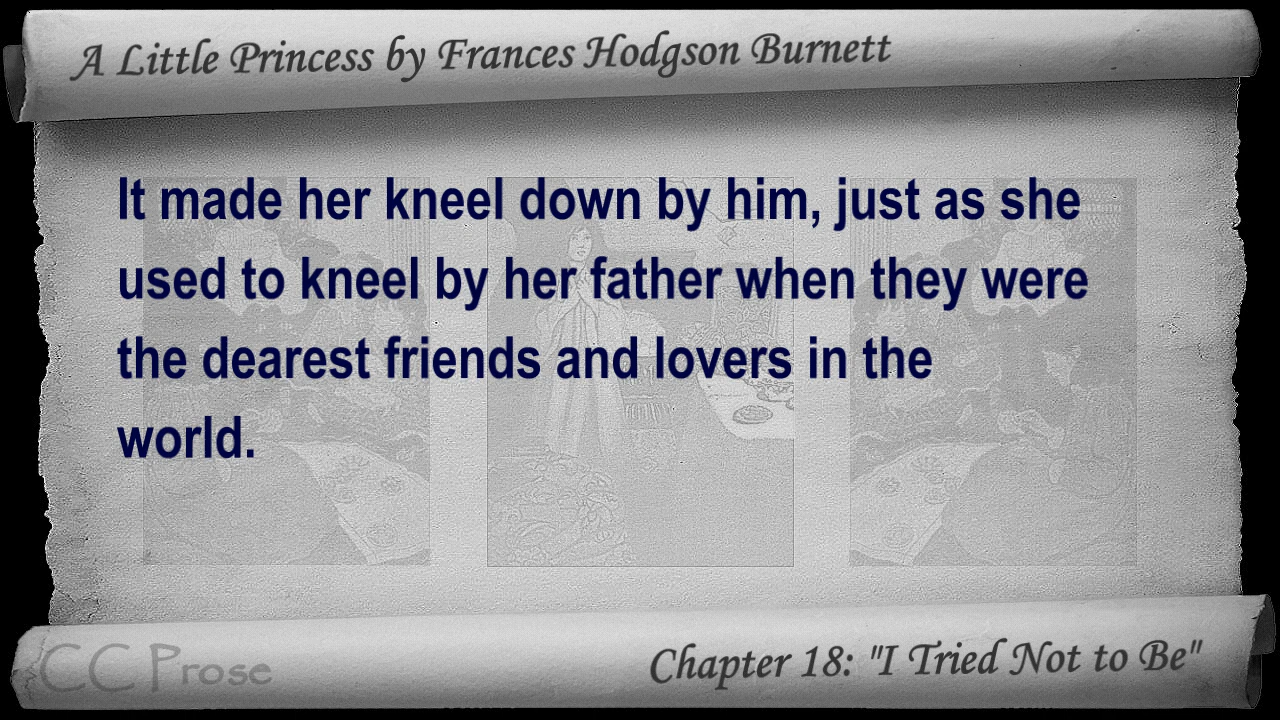 A Little Princess by Frances Hodgson Burnett
It made her kneel down by him, just as she
used to kneel by her father when they were
the dearest friends and lovers in the
world.
CC Prose
Chapter 18: "I Tried Not to Be"